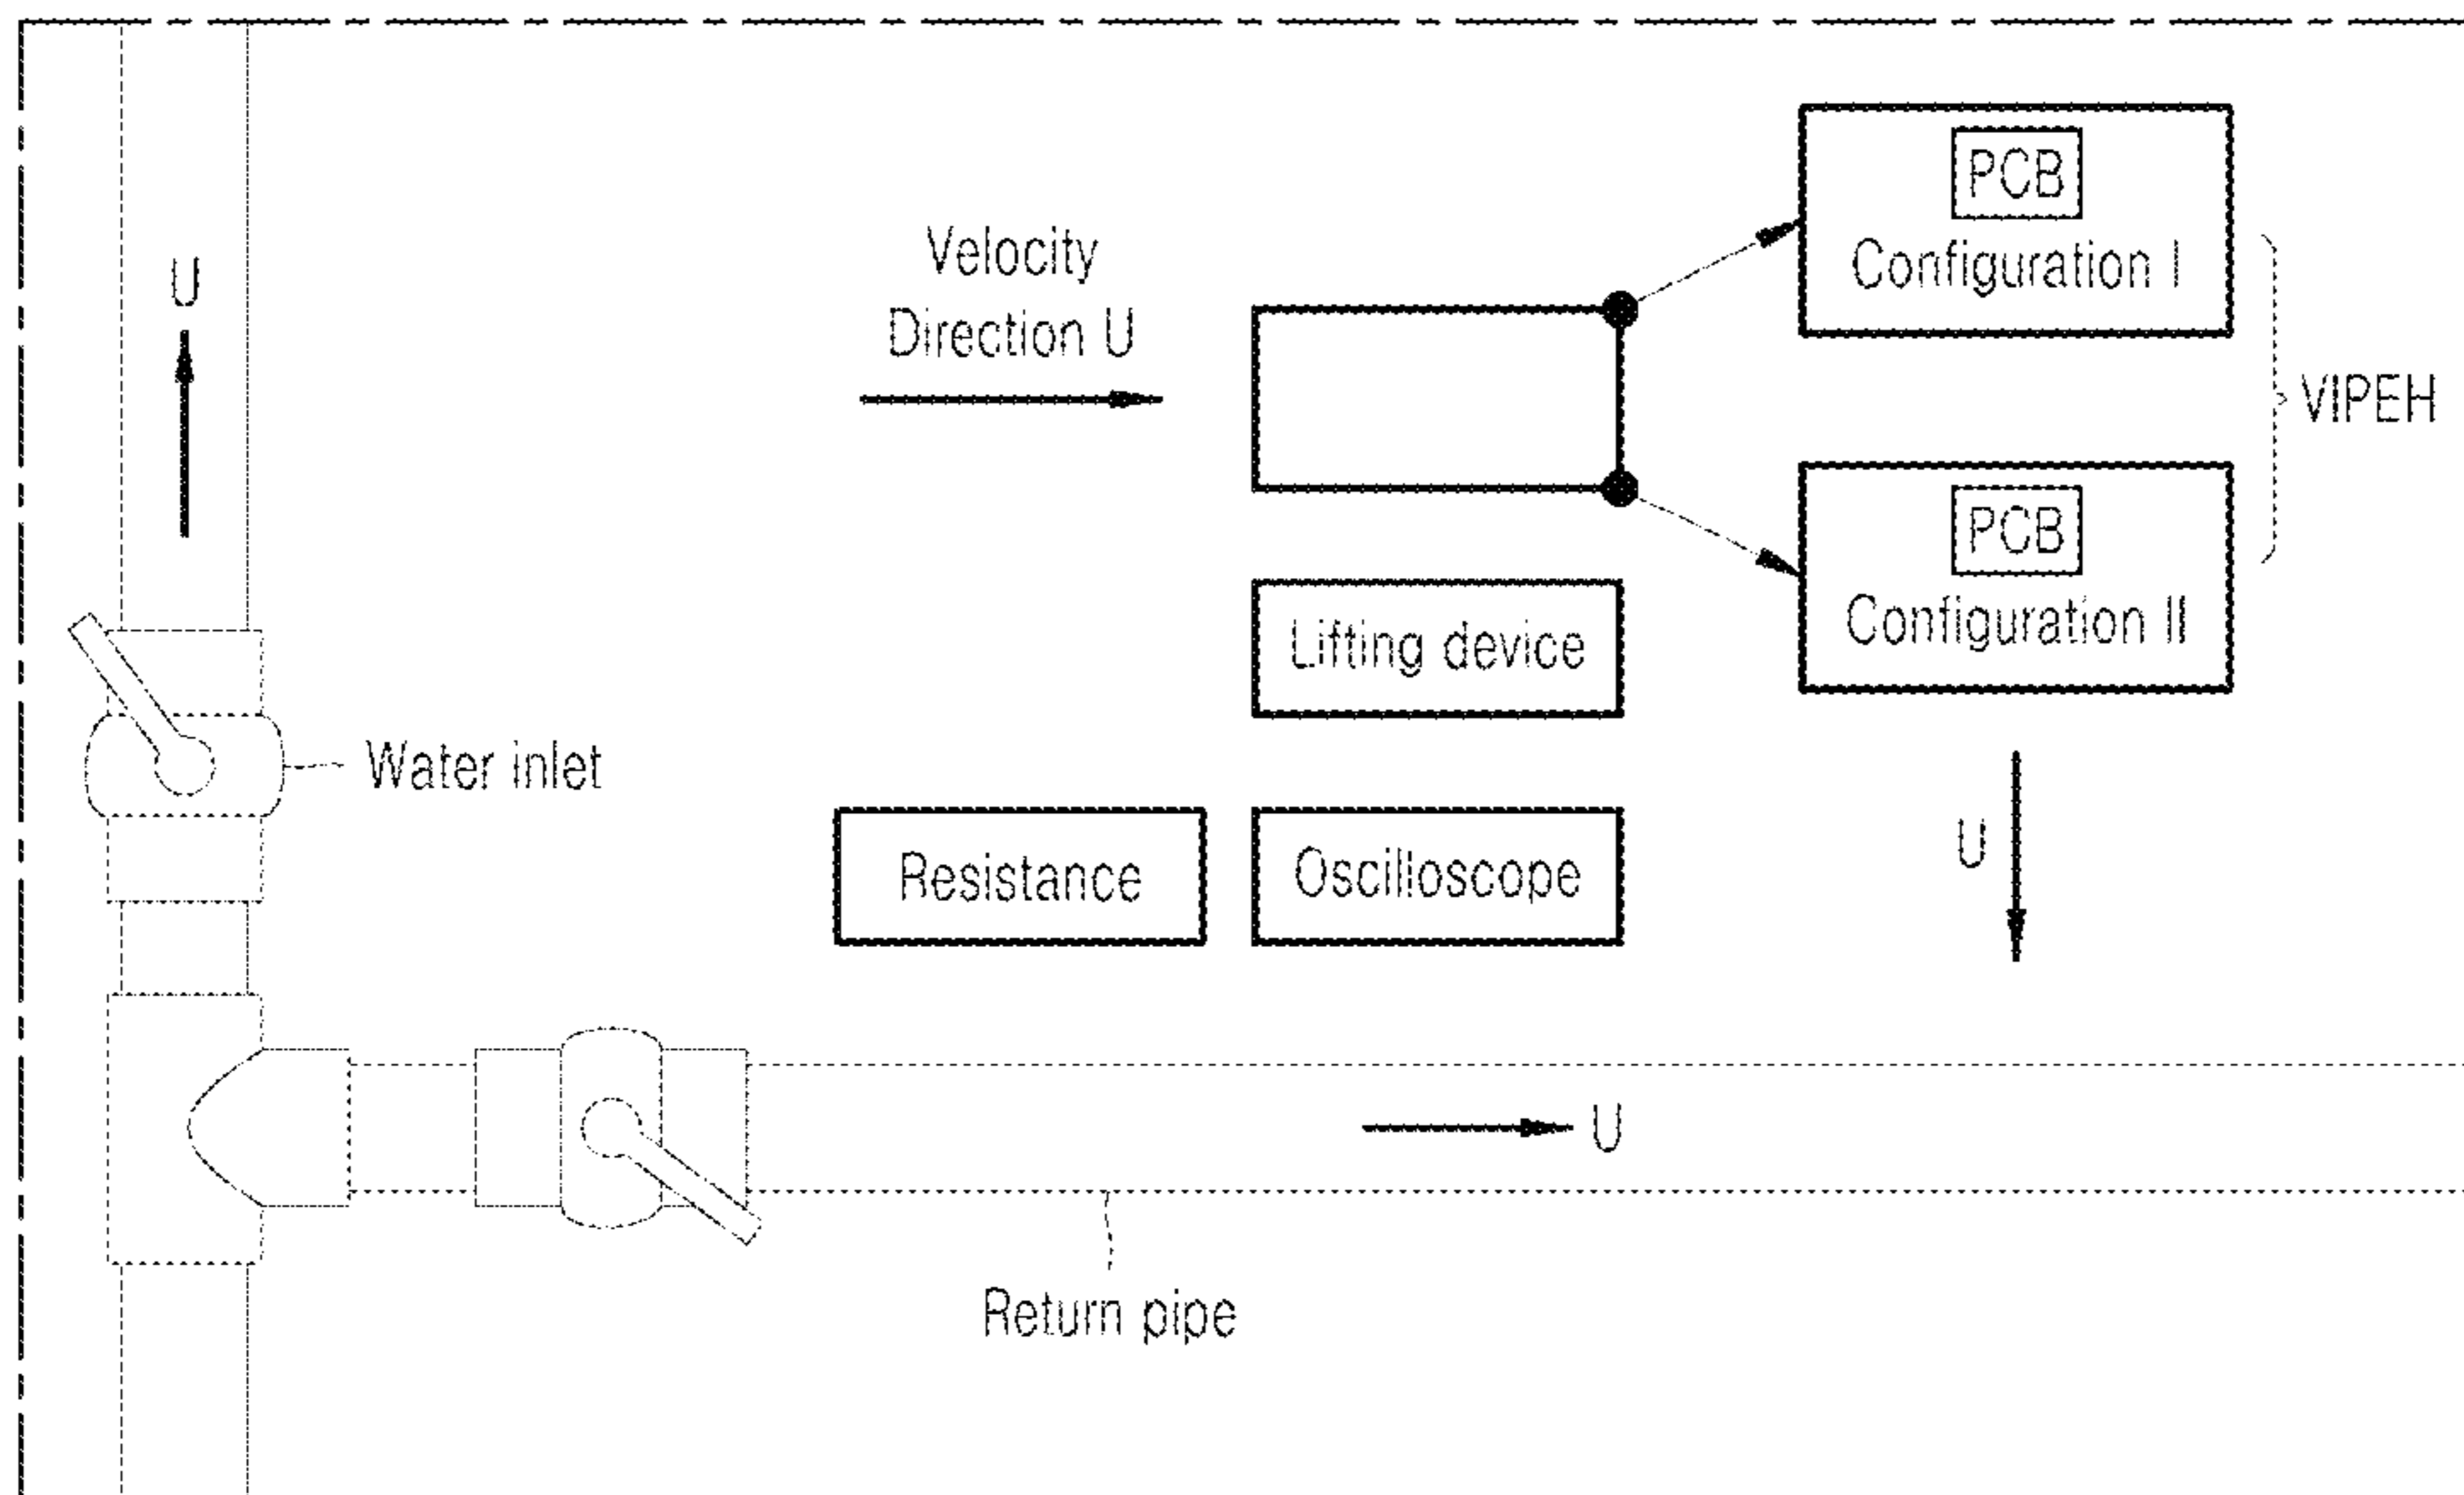 PCB
Configuration I
Velocity
Direction U
U
VIPEH
PCB
Configuration II
Lifting device
Water inlet
U
Resistance
Oscilloscope
U
Return pipe